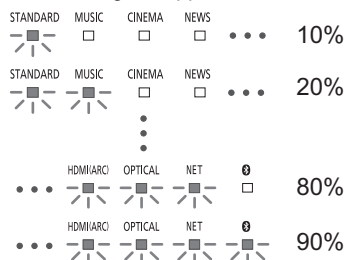 STANDARD MUSIC CINEMA NEWS
10%
STANDARD MUSIC CINEMA NEWS
20%
HDMI(ARC) OPTICAL NET
80%
HDMI(ARC) OPTICAL NET
90%